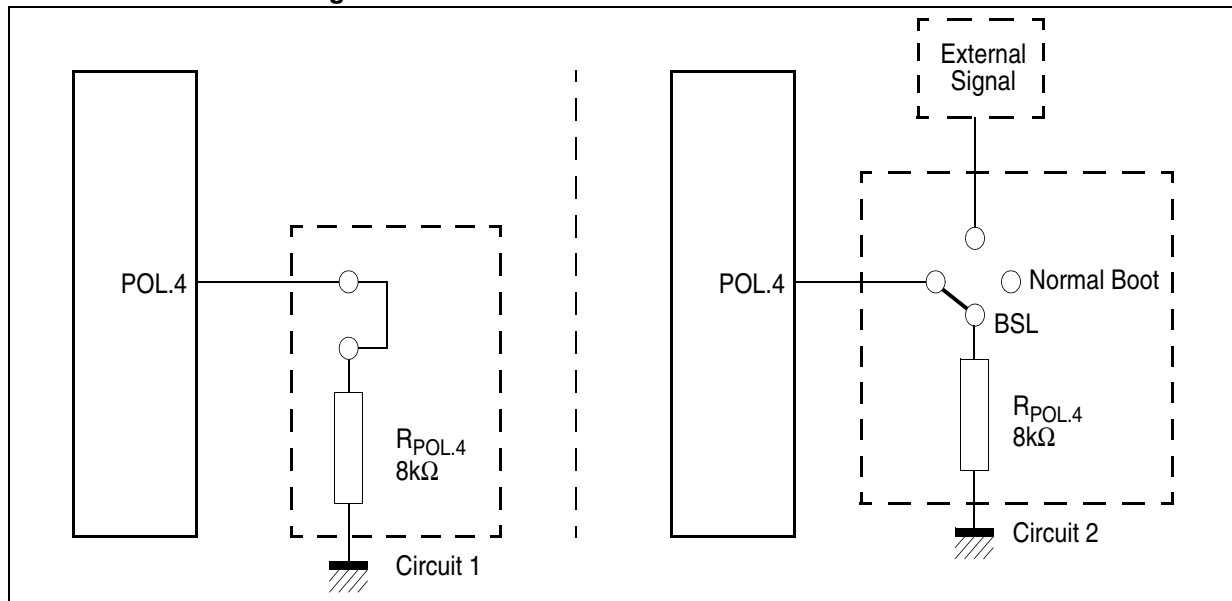 g
External
Signal
POL.4
POL.4
Normal Boot
BSL
RPOL.4
8kΩ
RPOL.4
8kΩ
Circuit 1
Circuit 2